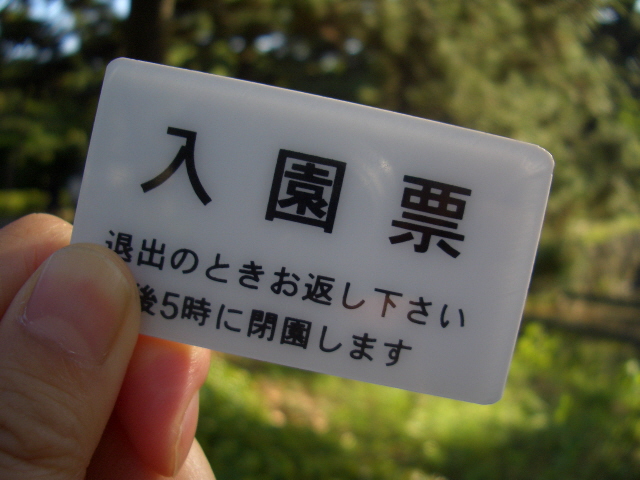 入園票
退出のときお返し下さい
後5時に閉園します